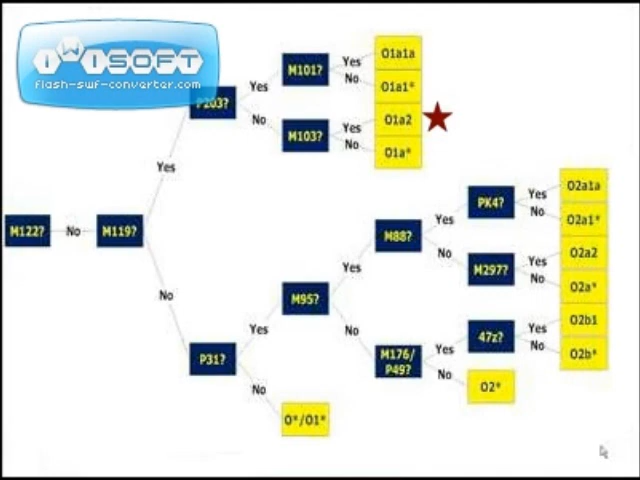 iWiSOFT
flash-swf-converter.com
P203?
Yes
No
M101?
Yes
No
O1a1a
O1a1*
M103?
Yes
No
O1a2
O1a*
Yes
M122?
No
M119?
No
P31?
Yes
No
O*/O1*
M95?
Yes
No
M88?
Yes
No
PK4?
Yes
No
O2a1a
O2a1*
M297?
Yes
No
O2a2
O2a*
M176/
P49?
Yes
No
47z?
Yes
No
O2b1
O2b*
O2*